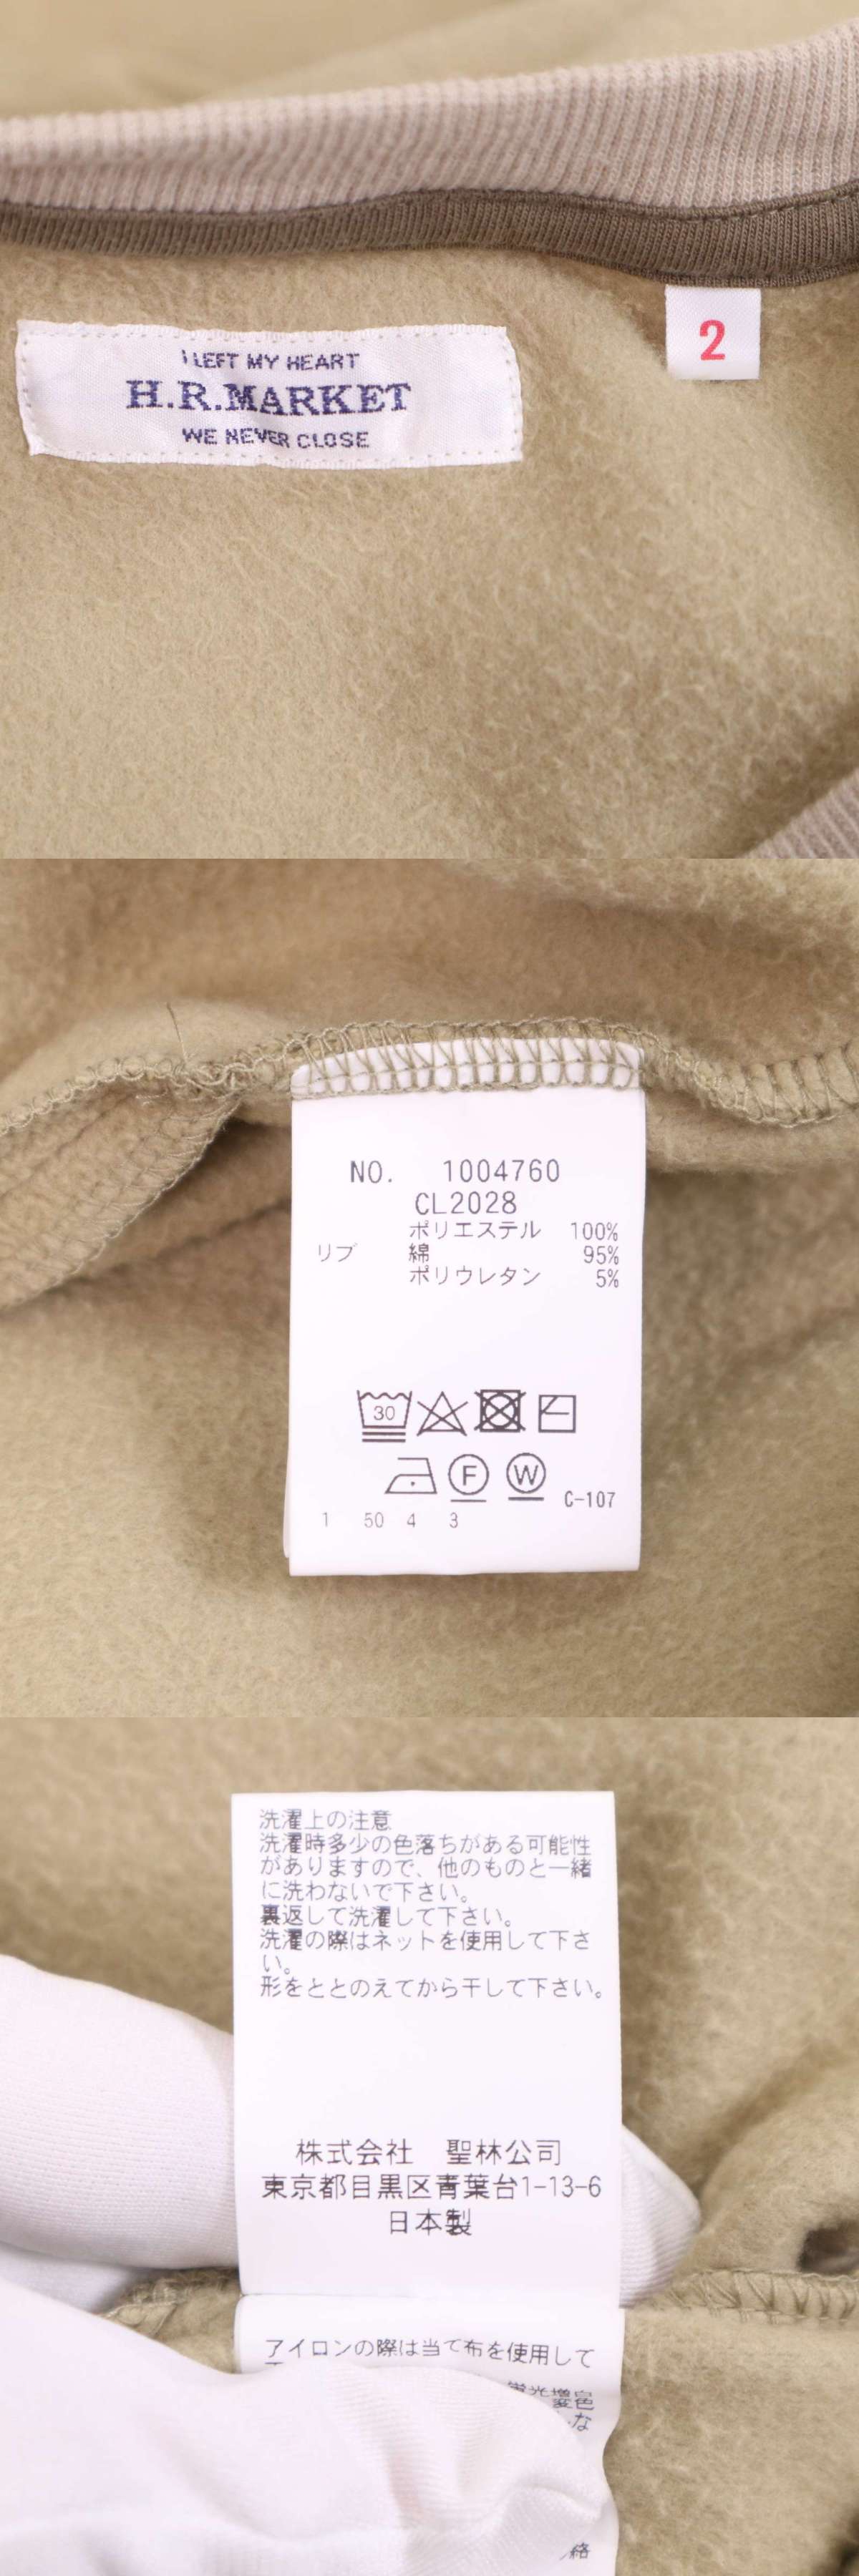 I LEFT MY HEART
H.R.MARKET
WE NEVER CLOSE
2
NO. 1004760
CL2028
ポリエステル 100%
リブ 綿 95%
ポリウレタン 5%
30
F W C-107
1 50 4 3
洗濯上の注意
洗濯時多少の色落ちがある可能性
がありますので、他のものと一緒
に洗わないで下さい。
裏返して洗濯して下さい。
洗濯の際はネットを使用して下さ
い。
形をととのえてから干して下さい。
株式会社 聖林公司
東京都目黒区青葉台1-13-6
日本製
アイロンの際は当て布を使用して
蛍光増白
変色
な
絡